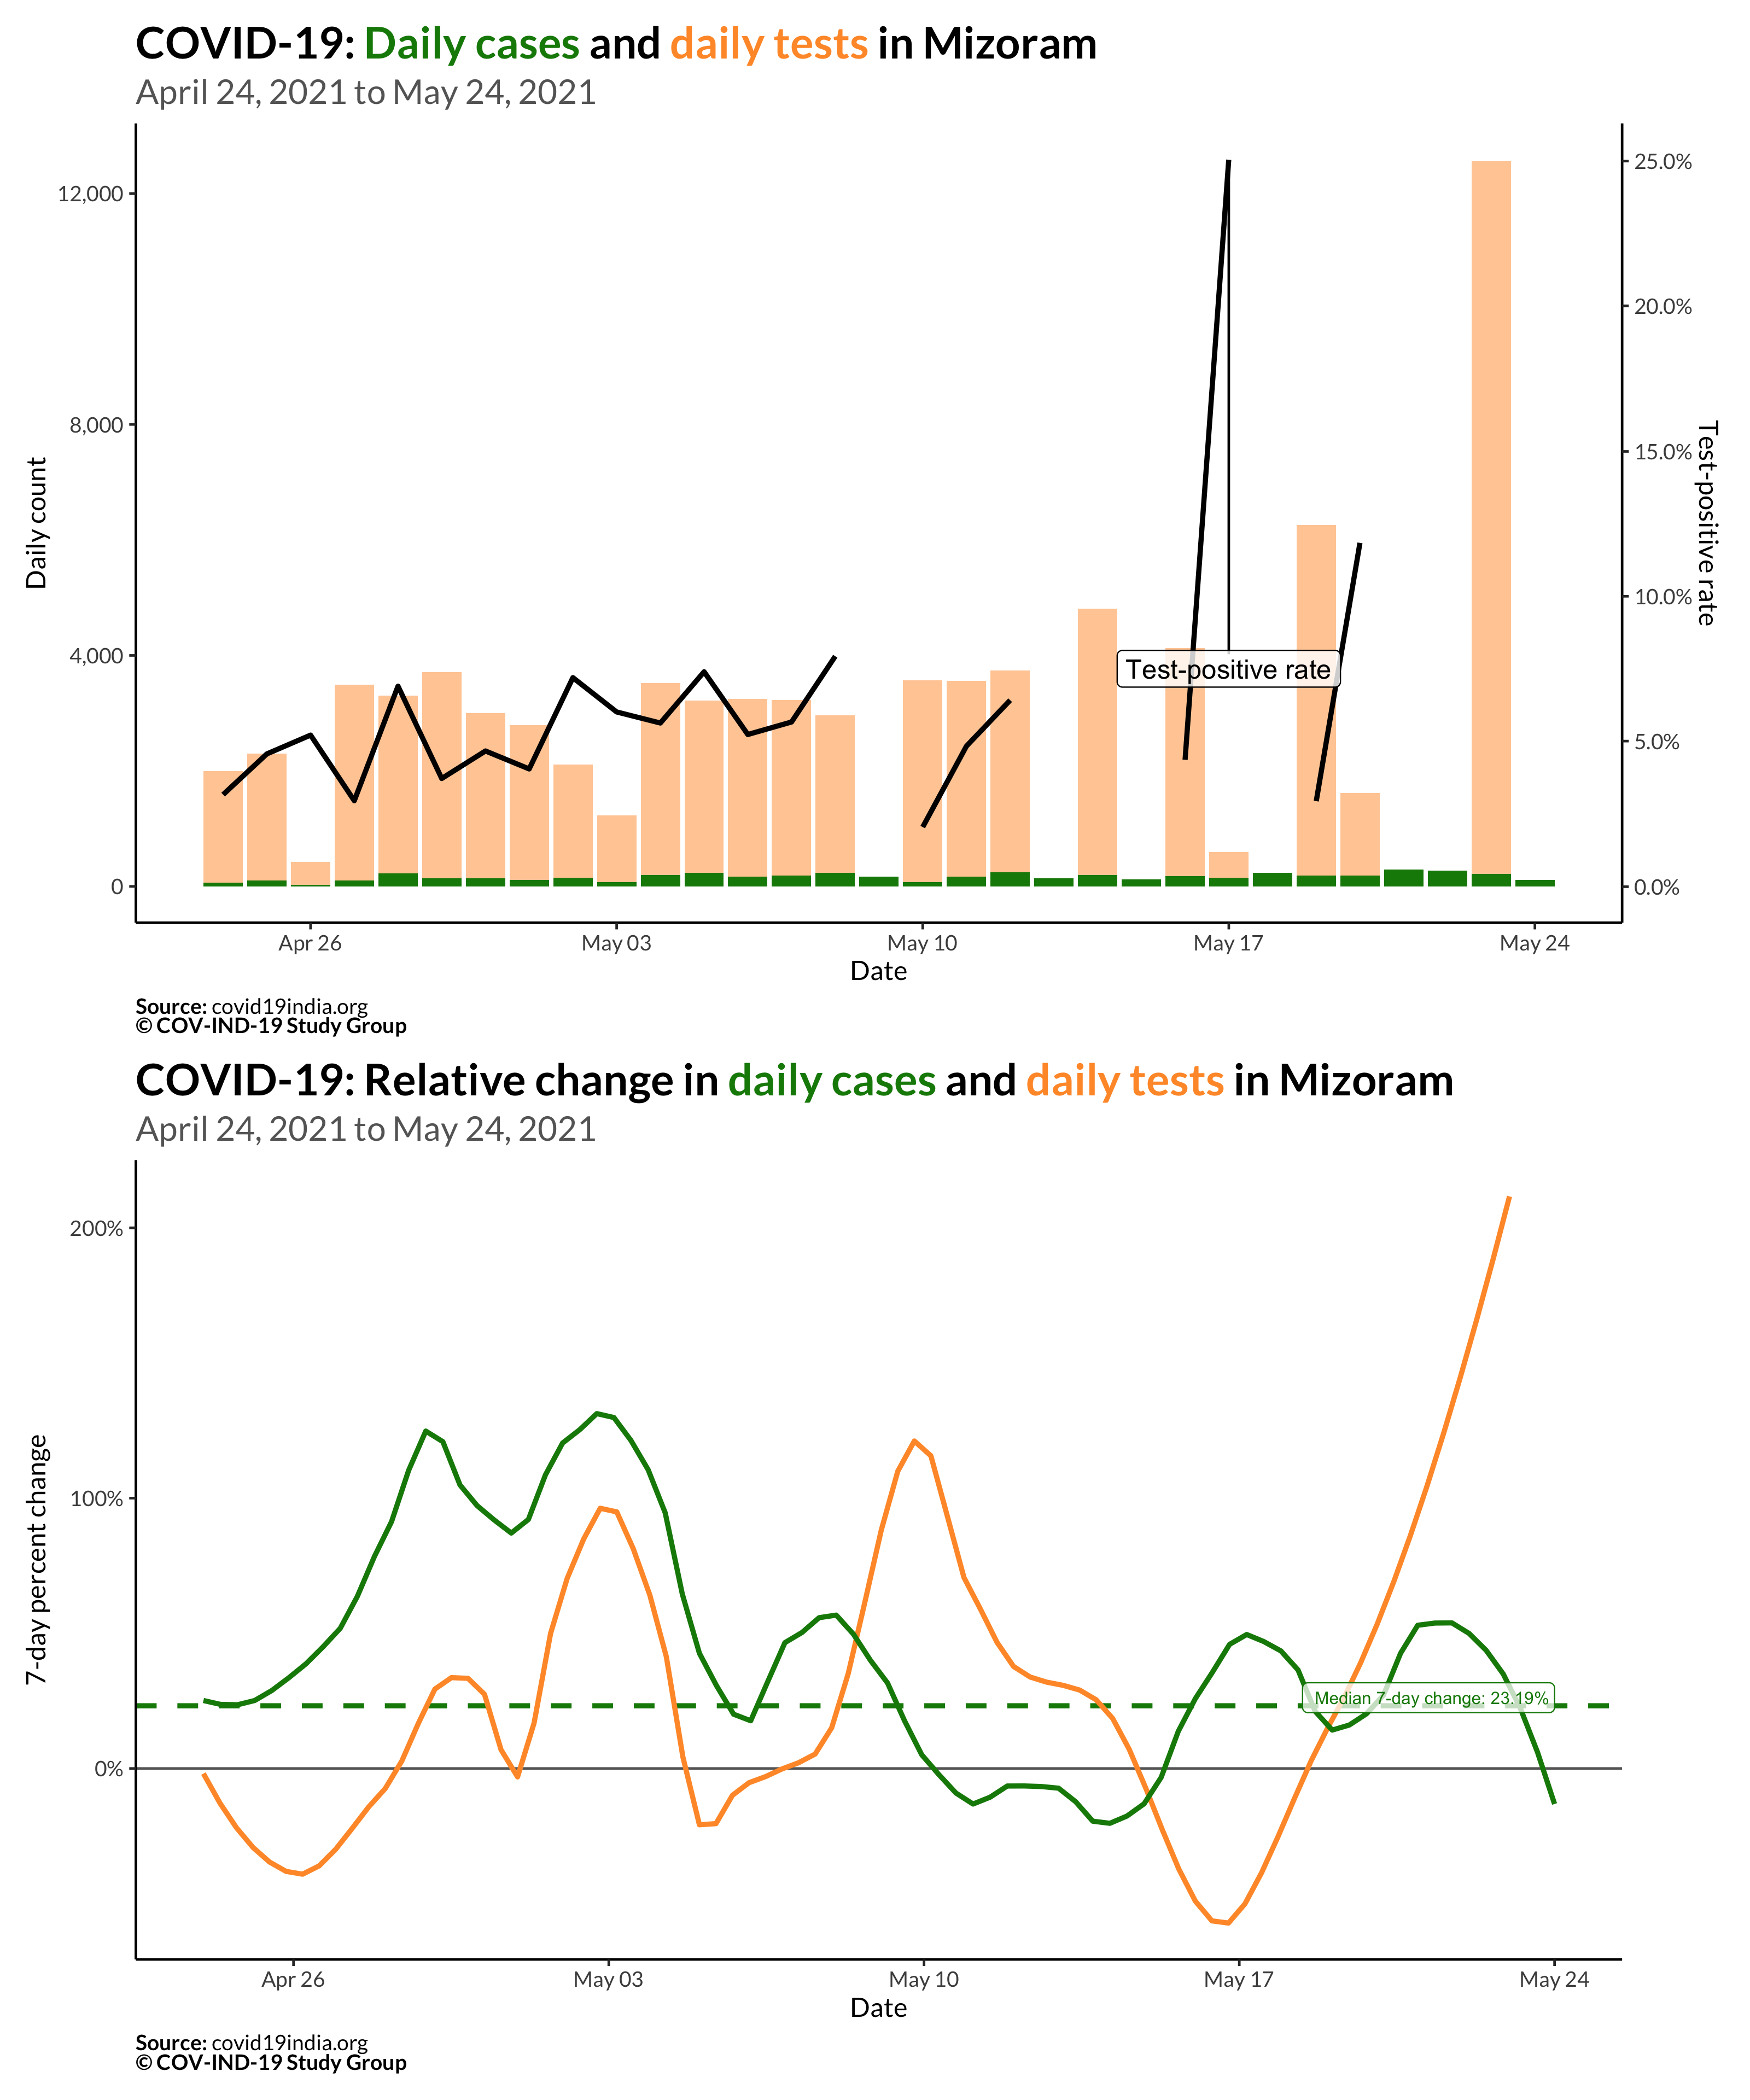 COVID-19: Daily cases and daily tests in Mizoram
April 24, 2021 to May 24, 2021
Daily count
12,000
8,000
4,000
0
25.0%
20.0%
15.0%
10.0%
5.0%
0.0%
Test-positive rate
Test-positive rate
Apr 26
May 03
May 10
May 17
May 24
Date
Source: covid19india.org
© COV-IND-19 Study Group
COVID-19: Relative change in daily cases and daily tests in Mizoram
April 24, 2021 to May 24, 2021
7-day percent change
200%
100%
0%
Median 7-day change: 23.19%
Apr 26
May 03
May 10
May 17
May 24
Date
Source: covid19india.org
© COV-IND-19 Study Group